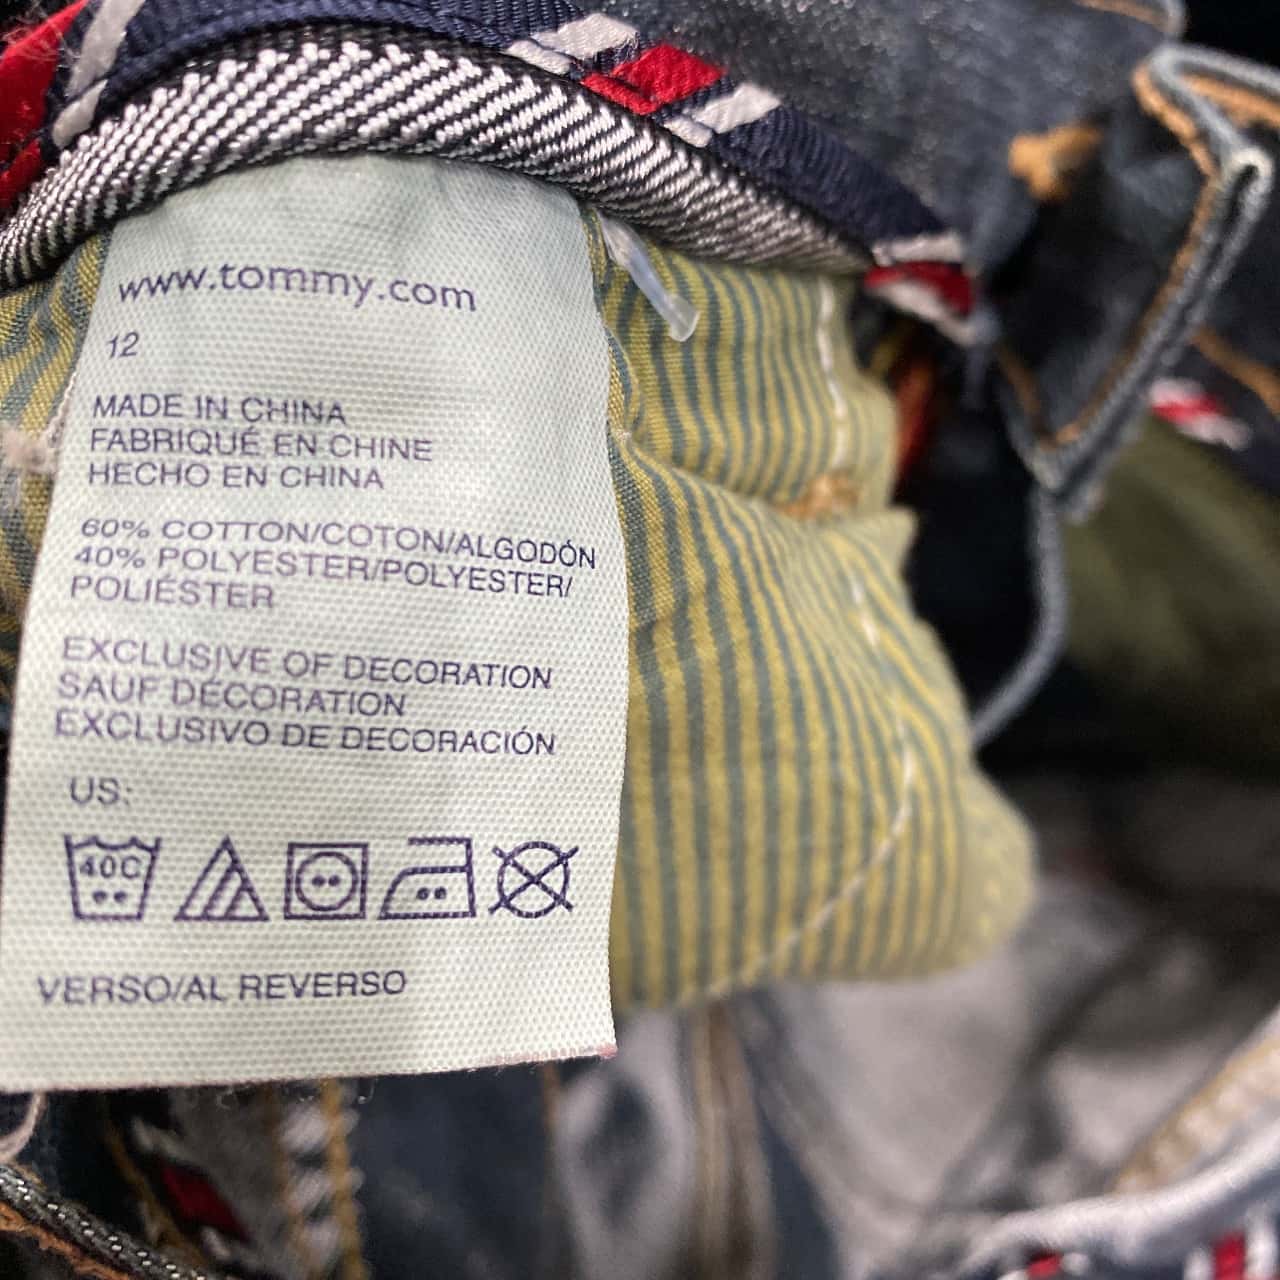 www.tommy.com
12
MADE IN CHINA
FABRIQUÉ EN CHINE
HECHO EN CHINA
60% COTTON/COTON/ALGODÓN
40% POLYESTER/POLYESTER/
POLIÉSTER
EXCLUSIVE OF DECORATION
SAUF DÉCORATION
EXCLUSIVO DE DECORACIÓN
US:
40C
VERSO/AL REVERSO